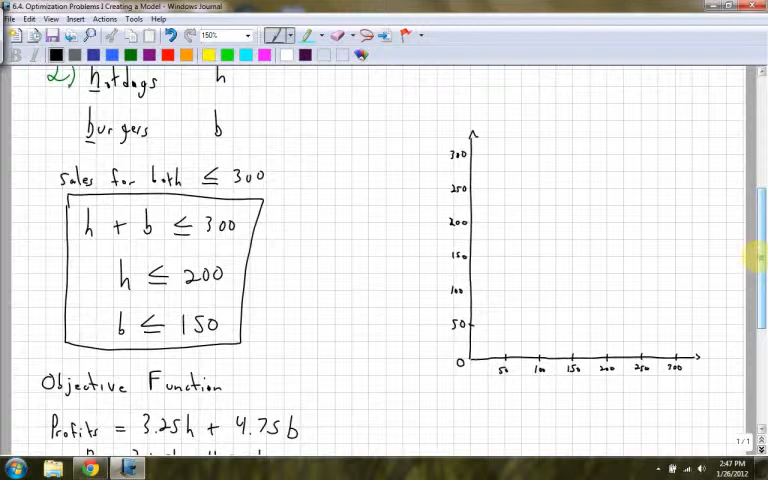 6.4. Optimization Problems I Creating a Model - Windows Journal
File Edit View Insert Actions Tools Help
150%
B I
2) hotdogs h
burgers b
sales for both ≤ 300
h + b ≤ 300
h ≤ 200
b ≤ 150
Objective Function
Profits = 3.25h + 4.75b
300
250
200
150
100
50
0
50 100 150 200 250 300
1/1
2:47 PM
1/26/2012